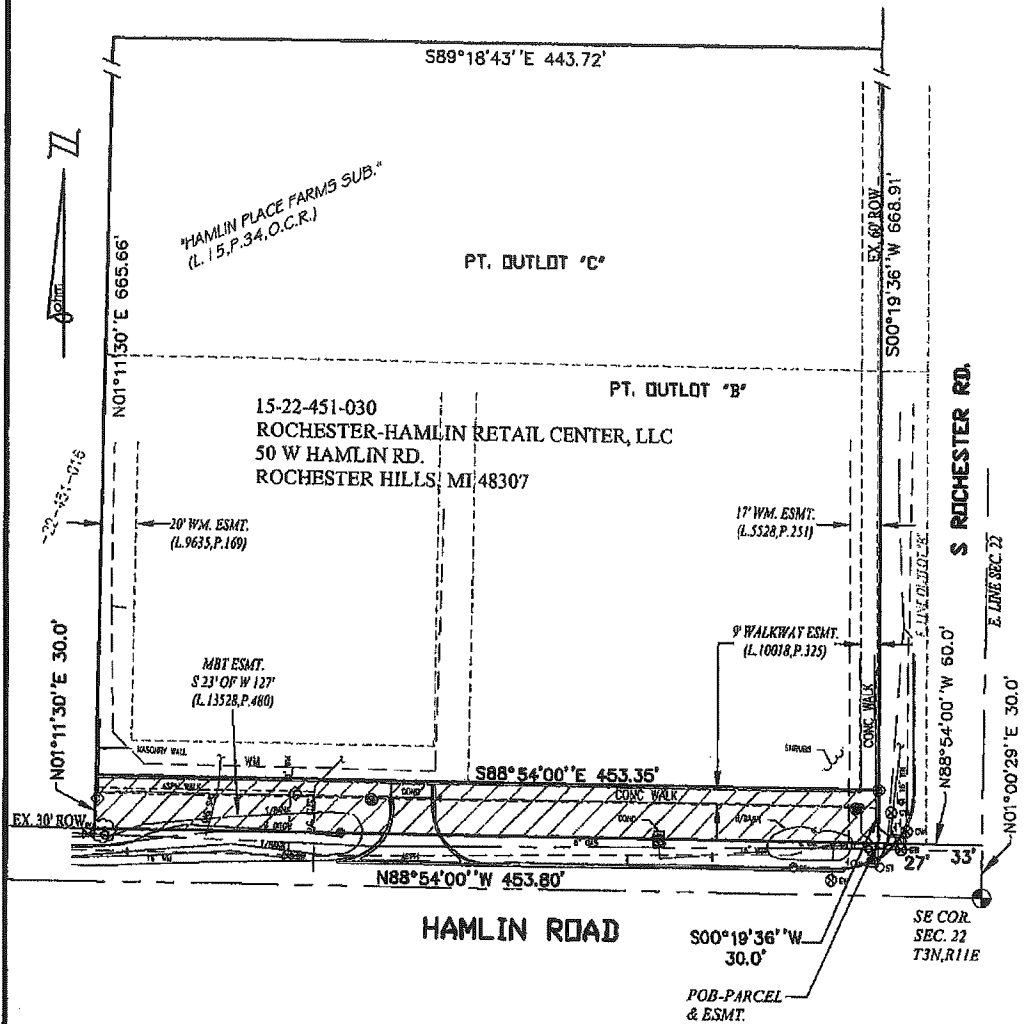 S89°18'43''E 443.72'
"HAMLIN PLACE FARMS SUB."
(L.15,P.34,O.C.R.)
N01°11'30''E 665.66'
PT. OUTLOT "C"
EX. 60' ROW
S00°19'36''W 668.91'
PT. OUTLOT "B"
15-22-451-030
ROCHESTER-HAMLIN RETAIL CENTER, LLC
50 W HAMLIN RD.
ROCHESTER HILLS, MI 48307
20' WM. ESMT.
(L.9635,P.169)
17' WM. ESMT.
(L.5528,P.251)
S ROCHESTER RD.
E. LINE SEC. 22
9' WALKWAY ESMT.
(L.10018,P.325)
MBT ESMT.
S 23' OF W 127'
(L.13528,P.480)
N01°11'30''E 30.0'
MASONRY WALL
WM
SHRUBS
CONC WALK
N88°54'00''W 60.0'
N01°00'29''E 30.0'
S88°54'00''E 453.35'
ASPH WALK
CONC WALK
EX. 30' ROW
27'
33'
N88°54'00''W 453.80'
HAMLIN ROAD
S00°19'36''W
30.0'
SE COR.
SEC. 22
T3N,R11E
POB-PARCEL
& ESMT.